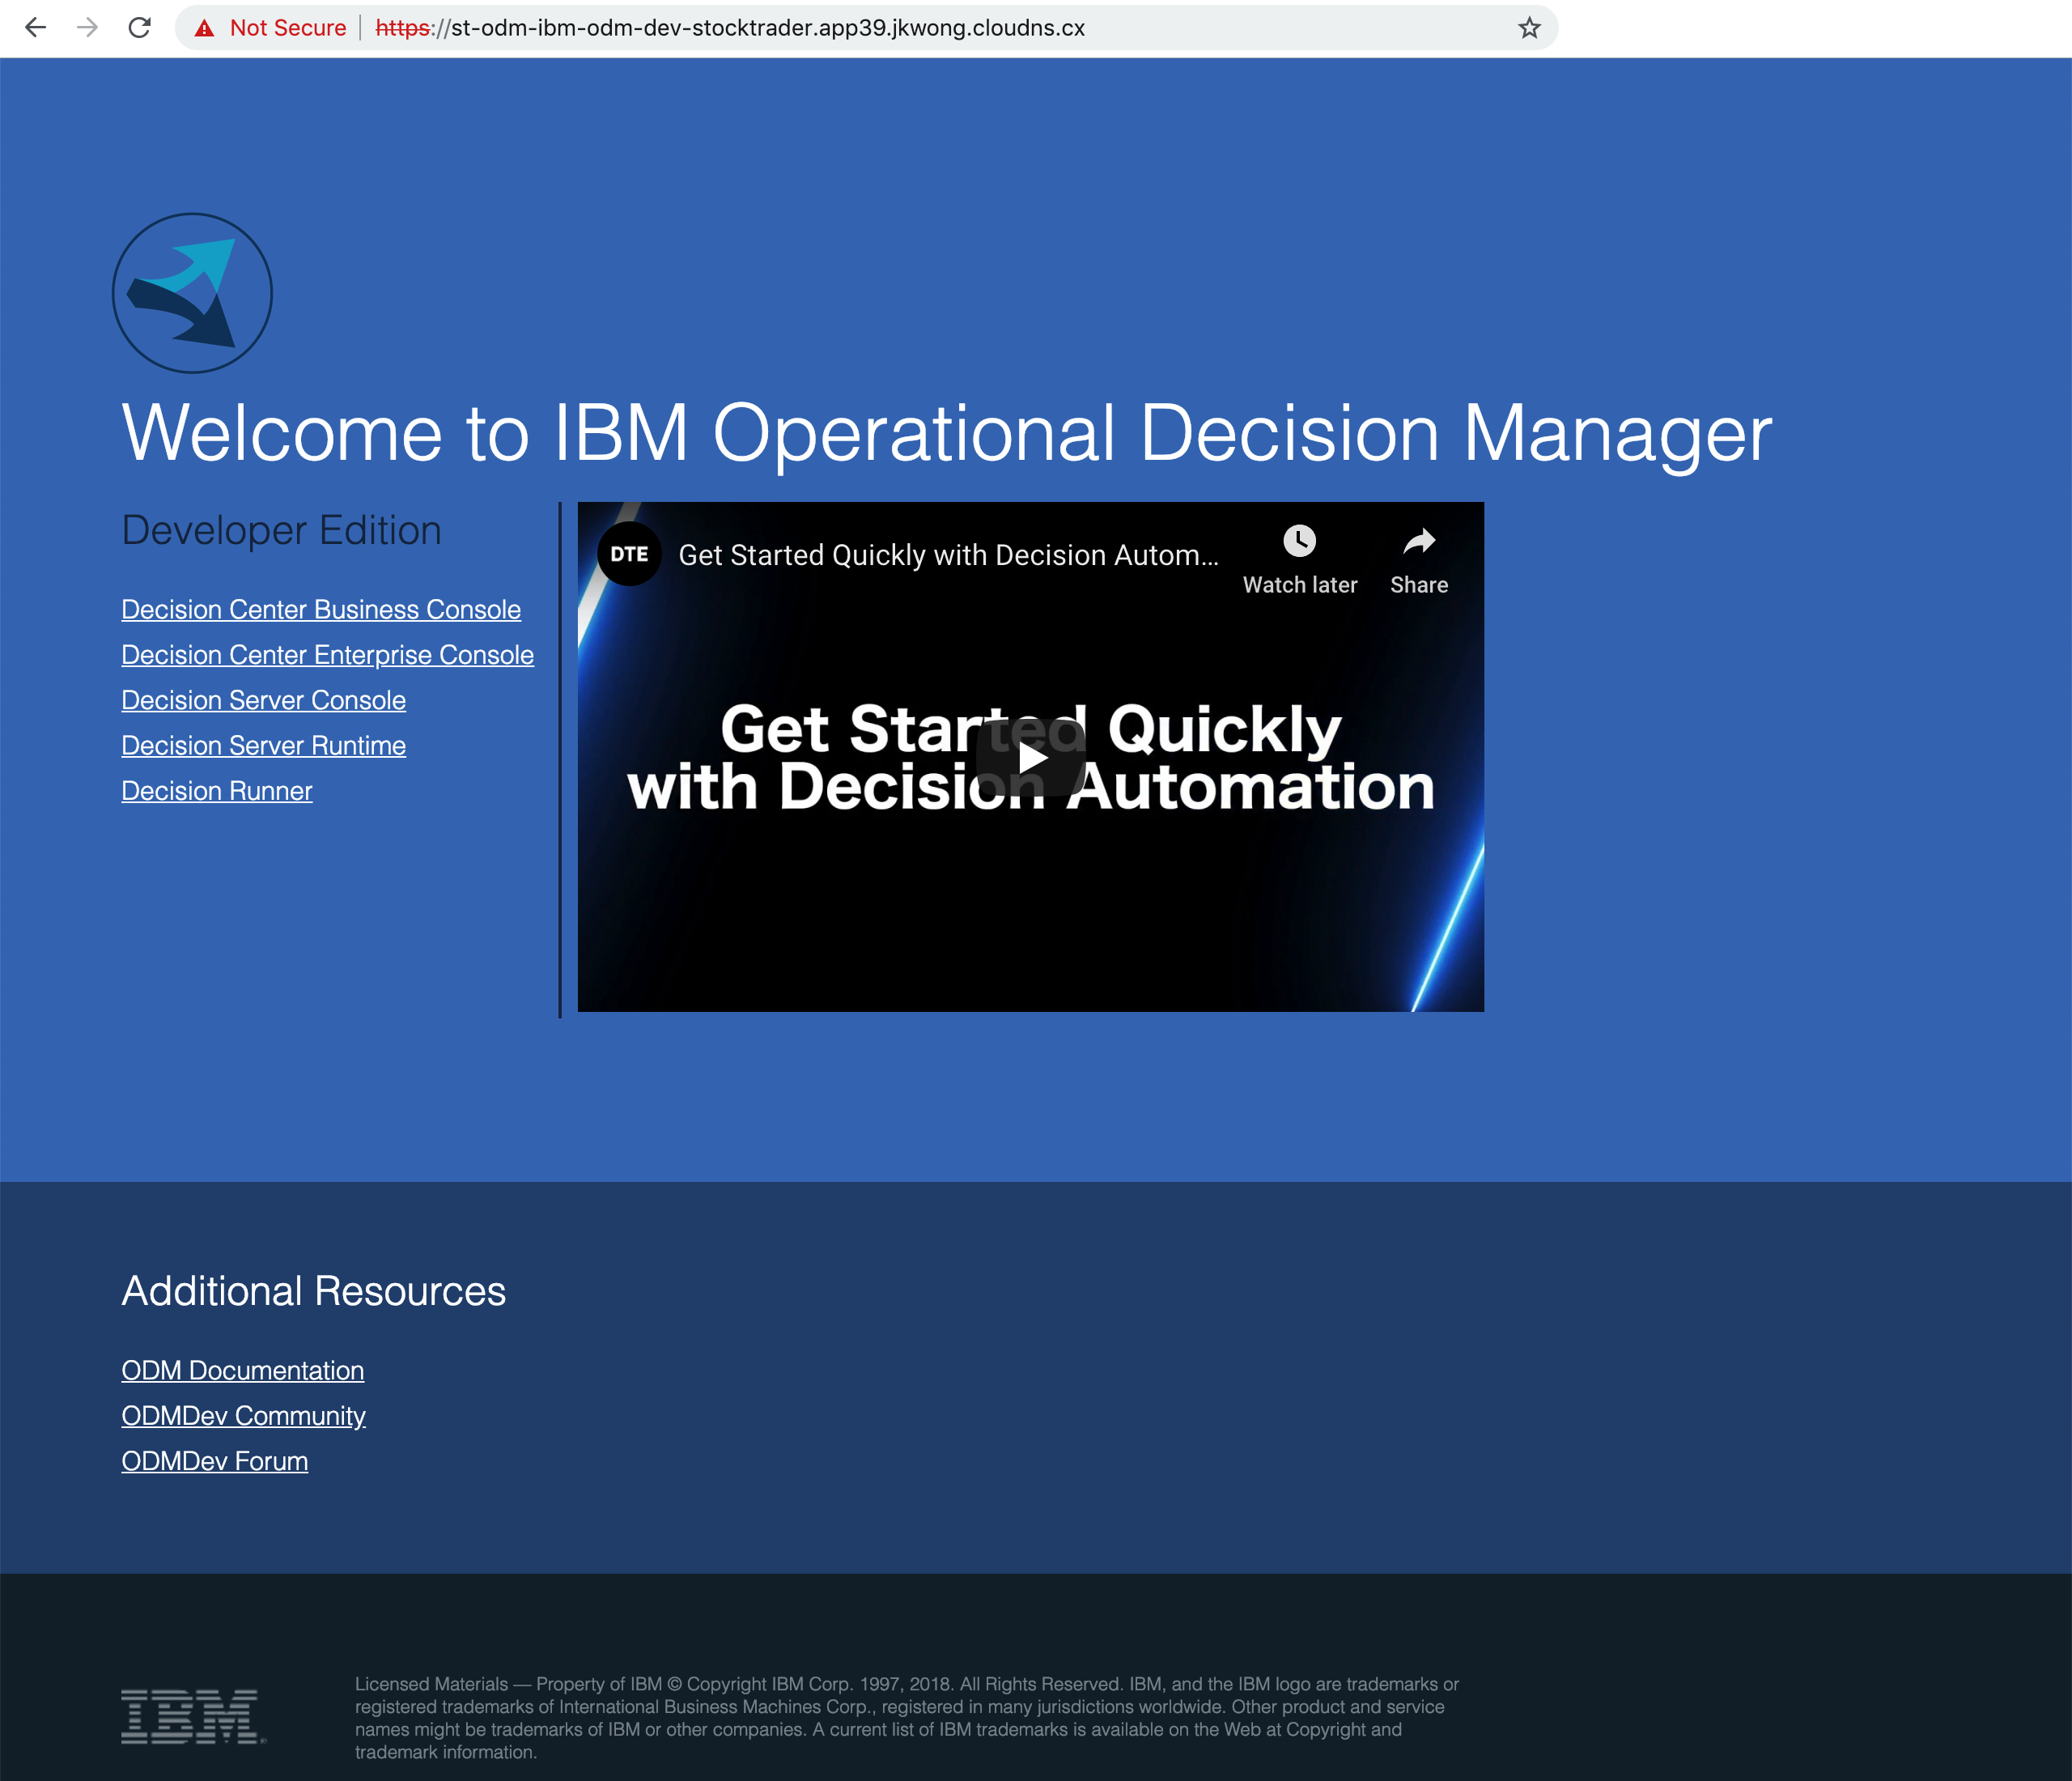 Not Secure https://st-odm-ibm-odm-dev-stocktrader.app39.jkwong.cloudns.cx
Welcome to IBM Operational Decision Manager
Developer Edition
Decision Center Business Console
Decision Center Enterprise Console
Decision Server Console
Decision Server Runtime
Decision Runner
DTE Get Started Quickly with Decision Autom...
Watch later Share
Get Started Quickly
with Decision Automation
Additional Resources
ODM Documentation
ODMDev Community
ODMDev Forum
IBM
Licensed Materials — Property of IBM © Copyright IBM Corp. 1997, 2018. All Rights Reserved. IBM, and the IBM logo are trademarks or
registered trademarks of International Business Machines Corp., registered in many jurisdictions worldwide. Other product and service
names might be trademarks of IBM or other companies. A current list of IBM trademarks is available on the Web at Copyright and
trademark information.